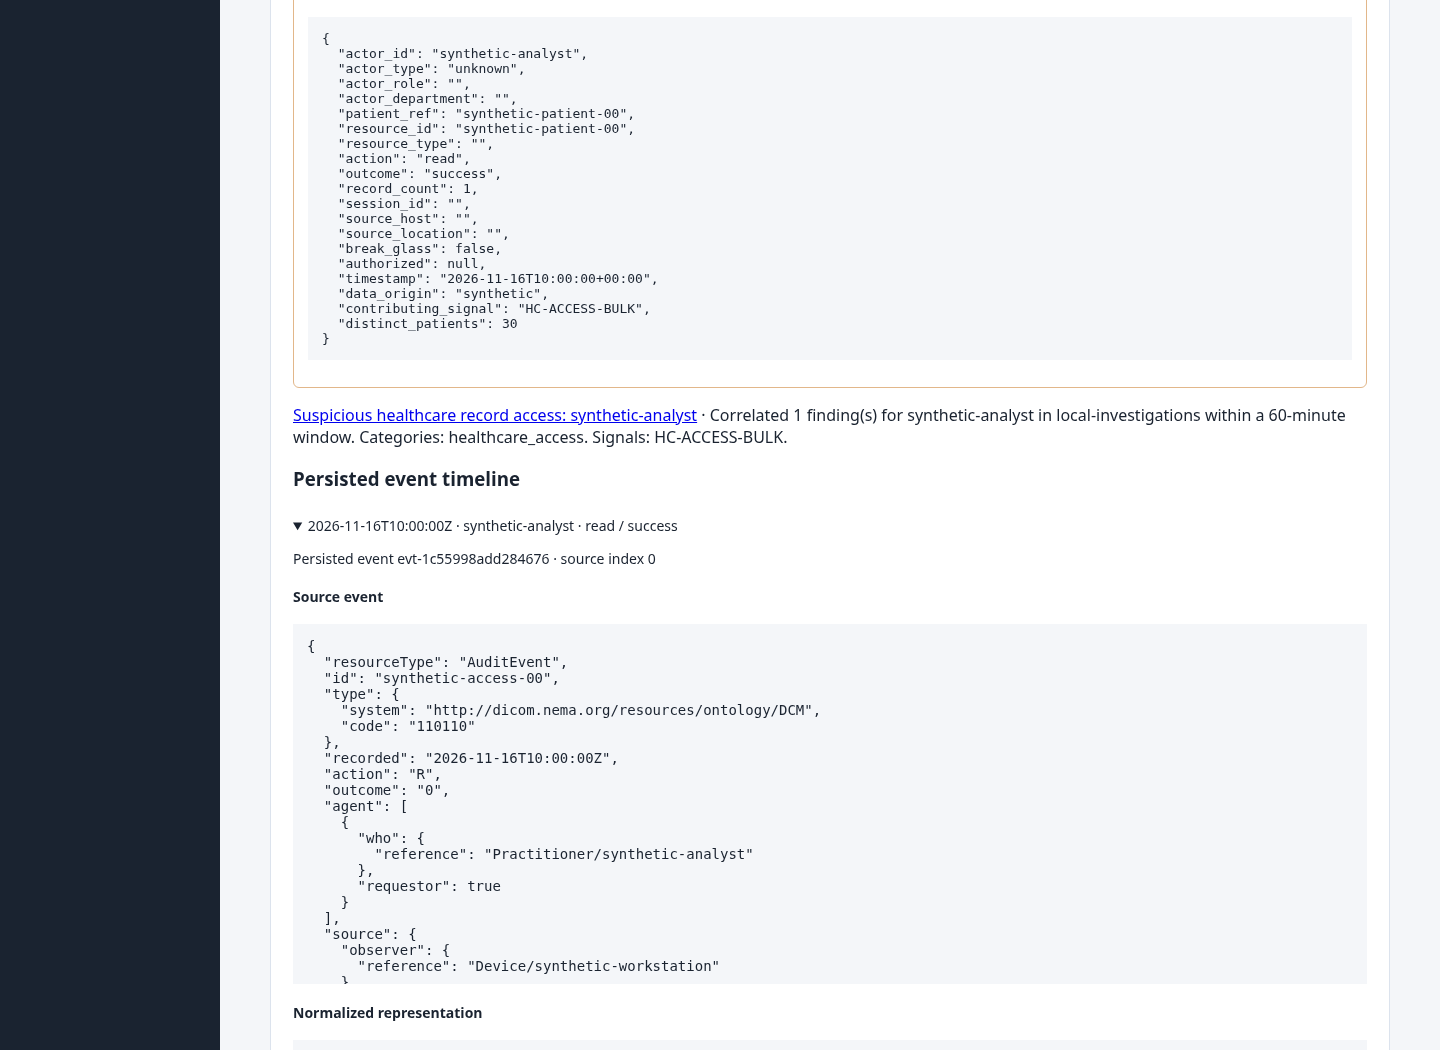 {
  "actor_id": "synthetic-analyst",
  "actor_type": "unknown",
  "actor_role": "",
  "actor_department": "",
  "patient_ref": "synthetic-patient-00",
  "resource_id": "synthetic-patient-00",
  "resource_type": "",
  "action": "read",
  "outcome": "success",
  "record_count": 1,
  "session_id": "",
  "source_host": "",
  "source_location": "",
  "break_glass": false,
  "authorized": null,
  "timestamp": "2026-11-16T10:00:00+00:00",
  "data_origin": "synthetic",
  "contributing_signal": "HC-ACCESS-BULK",
  "distinct_patients": 30
}
Suspicious healthcare record access: synthetic-analyst · Correlated 1 finding(s) for synthetic-analyst in local-investigations within a 60-minute
window. Categories: healthcare_access. Signals: HC-ACCESS-BULK.
Persisted event timeline
▼ 2026-11-16T10:00:00Z · synthetic-analyst · read / success
Persisted event evt-1c55998add284676 · source index 0
Source event
{
  "resourceType": "AuditEvent",
  "id": "synthetic-access-00",
  "type": {
    "system": "http://dicom.nema.org/resources/ontology/DCM",
    "code": "110110"
  },
  "recorded": "2026-11-16T10:00:00Z",
  "action": "R",
  "outcome": "0",
  "agent": [
    {
      "who": {
        "reference": "Practitioner/synthetic-analyst"
      },
      "requestor": true
    }
  ],
  "source": {
    "observer": {
      "reference": "Device/synthetic-workstation"
    }
Normalized representation